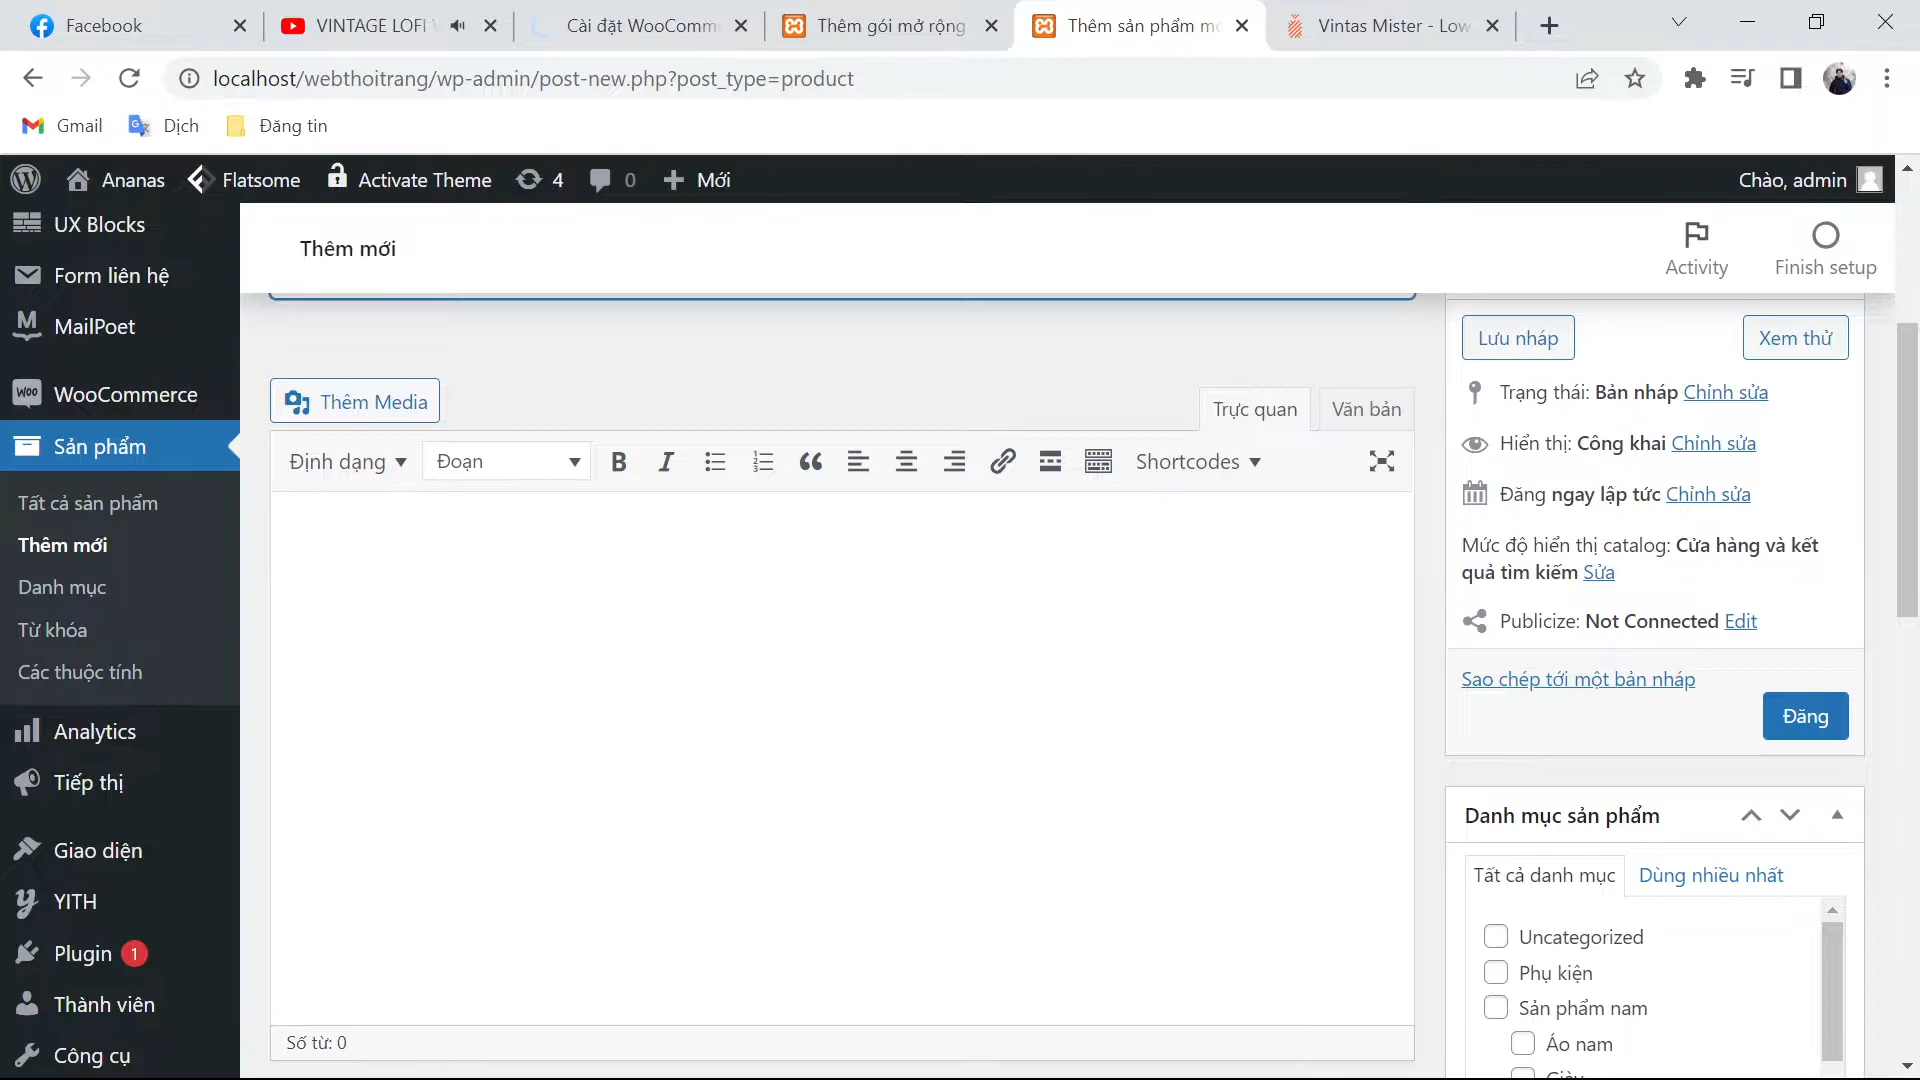 Facebook
VINTAGE LOFI
Cài đặt WooComm
Thêm gói mở rộng
Thêm sản phẩm mớ
Vintas Mister - Low
localhost/webthoitrang/wp-admin/post-new.php?post_type=product
Gmail
Dịch
Đăng tin
Ananas
Flatsome
Activate Theme
4
0
Mới
Chào, admin
UX Blocks
Form liên hệ
MailPoet
WooCommerce
Sản phẩm
Tất cả sản phẩm
Thêm mới
Danh mục
Từ khóa
Các thuộc tính
Analytics
Tiếp thị
Giao diện
YITH
Plugin 1
Thành viên
Công cụ
Thêm mới
Activity
Finish setup
Thêm Media
Trực quan
Văn bản
Định dạng
Đoạn
Shortcodes
Số từ: 0
Lưu nháp
Xem thử
Trạng thái: Bản nháp Chỉnh sửa
Hiển thị: Công khai Chỉnh sửa
Đăng ngay lập tức Chỉnh sửa
Mức độ hiển thị catalog: Cửa hàng và kết
quả tìm kiếm Sửa
Publicize: Not Connected Edit
Sao chép tới một bản nháp
Đăng
Danh mục sản phẩm
Tất cả danh mục
Dùng nhiều nhất
Uncategorized
Phụ kiện
Sản phẩm nam
Áo nam